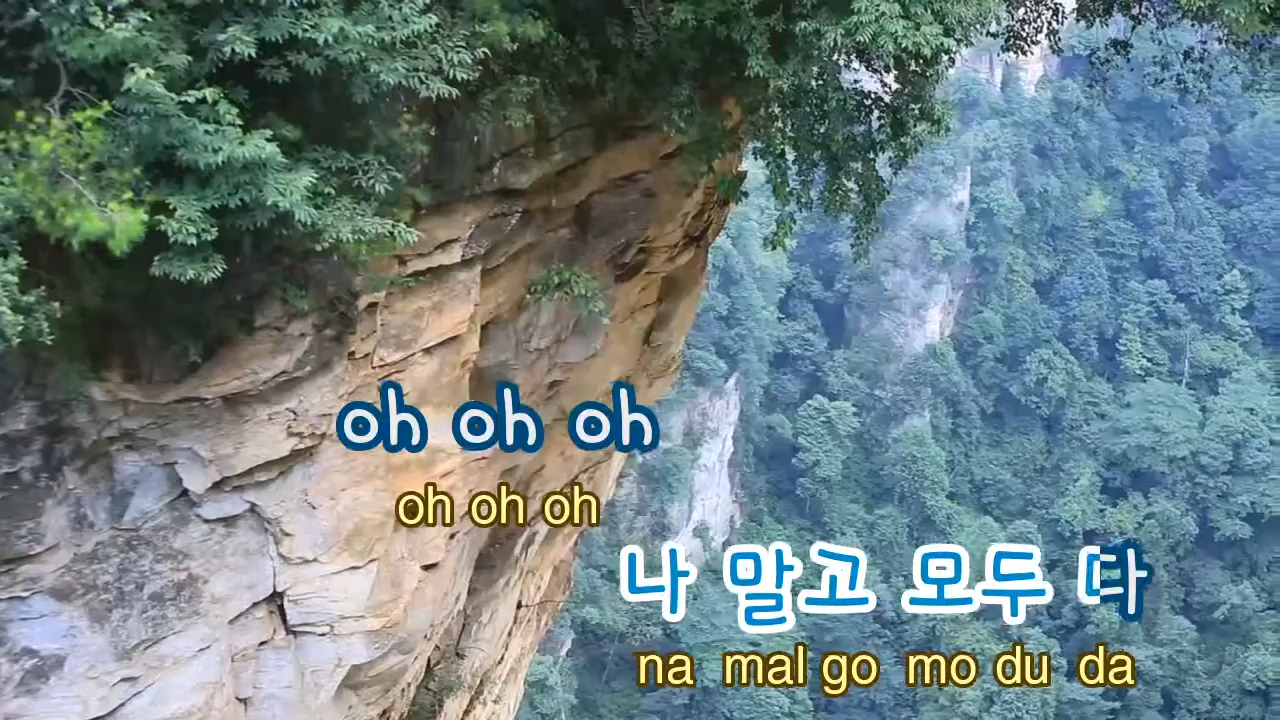 oh oh oh
oh oh oh
나 말고 모두 다
na mal go mo du da